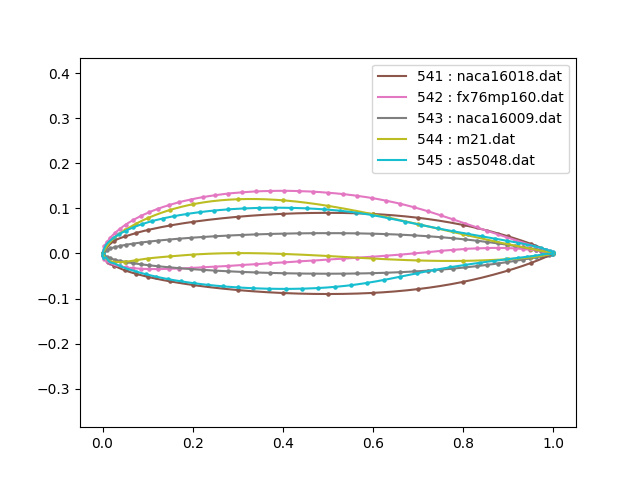 541 : naca16018.dat
542 : fx76mp160.dat
543 : naca16009.dat
544 : m21.dat
545 : as5048.dat
0.4
0.3
0.2
0.1
0.0
−0.1
−0.2
−0.3
0.0 0.2 0.4 0.6 0.8 1.0